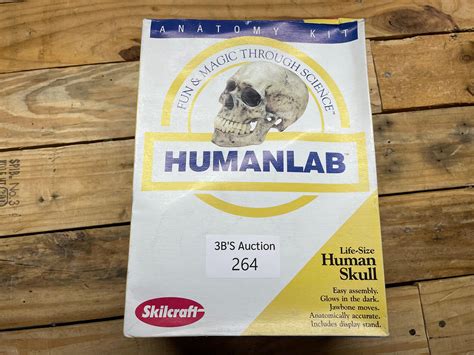 ANATOMY KIT
FUN & MAGIC THROUGH SCIENCE™
HUMANLAB®
3B'S Auction
264
Life-Size
Human
Skull
Easy assembly.
Glows in the dark.
Jawbone moves.
Anatomically accurate.
Includes display stand.
Skilcraft®